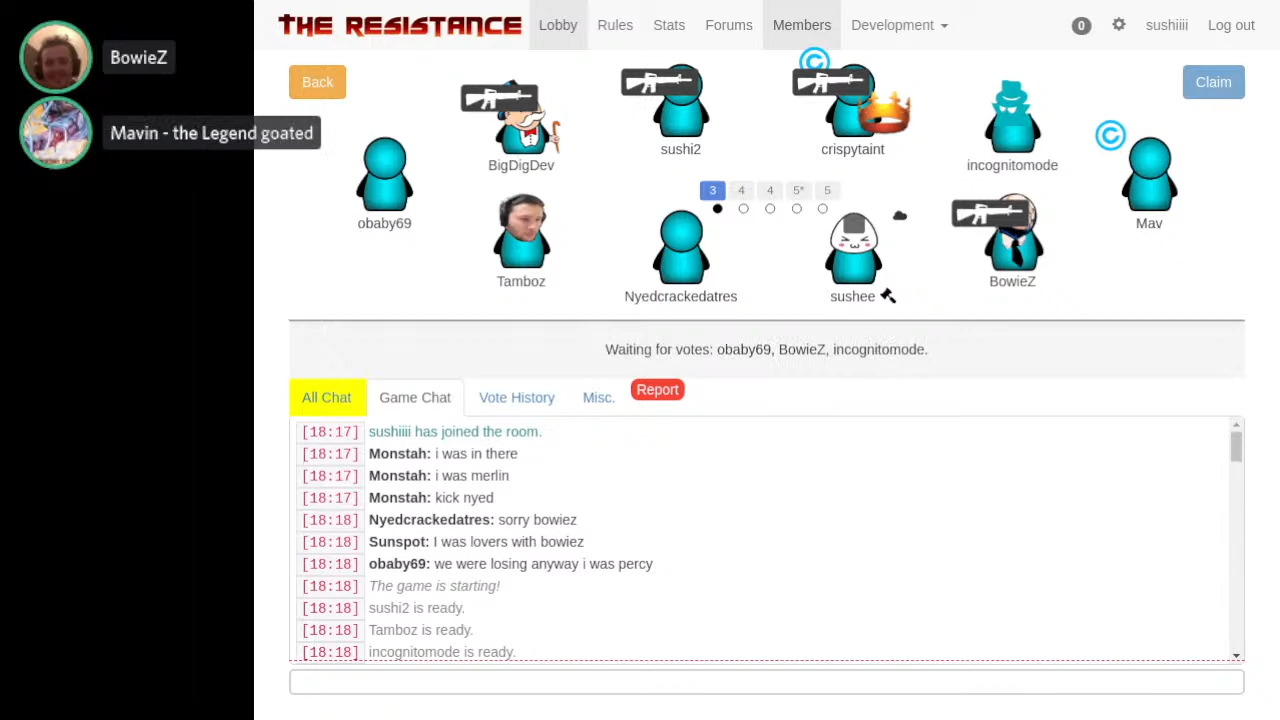 BowieZ
Mavin - the Legend goated
THE RESISTANCE
Lobby
Rules
Stats
Forums
Members
Development
0
sushiiii
Log out
Back
Claim
BigDigDev
sushi2
crispytaint
incognitomode
obaby69
Mav
3 4 4 5* 5
Tamboz
Nyedcrackedatres
sushee
BowieZ
Waiting for votes: obaby69, BowieZ, incognitomode.
All Chat
Game Chat
Vote History
Misc.
Report
[18:17] sushiiii has joined the room.
[18:17] Monstah: i was in there
[18:17] Monstah: i was merlin
[18:17] Monstah: kick nyed
[18:18] Nyedcrackedatres: sorry bowiez
[18:18] Sunspot: I was lovers with bowiez
[18:18] obaby69: we were losing anyway i was percy
[18:18] The game is starting!
[18:18] sushi2 is ready.
[18:18] Tamboz is ready.
[18:18] incognitomode is ready.